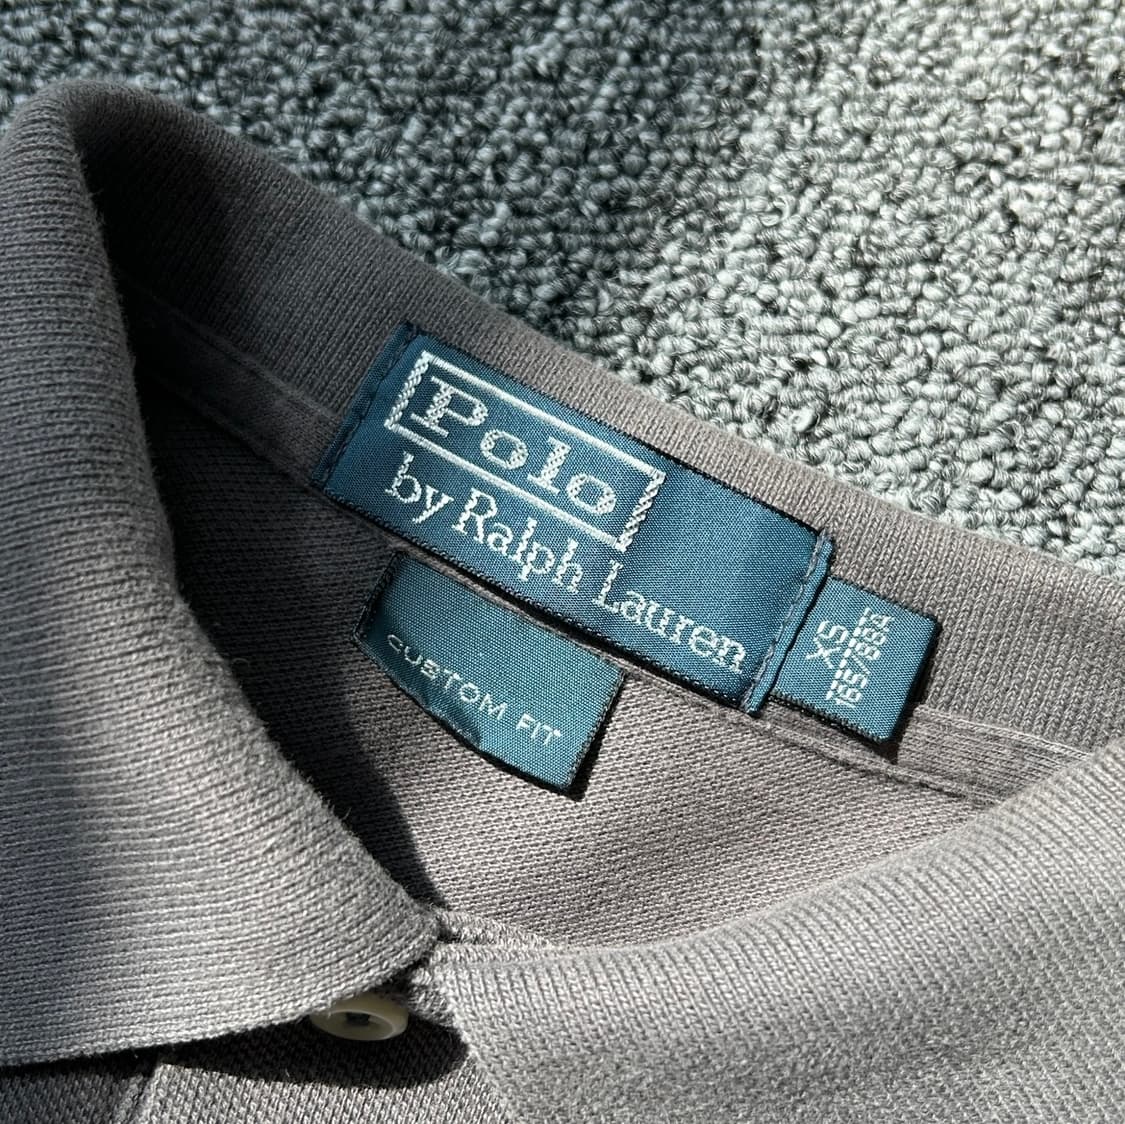 Polo
by Ralph Lauren
CUSTOM FIT
XS
165/88A